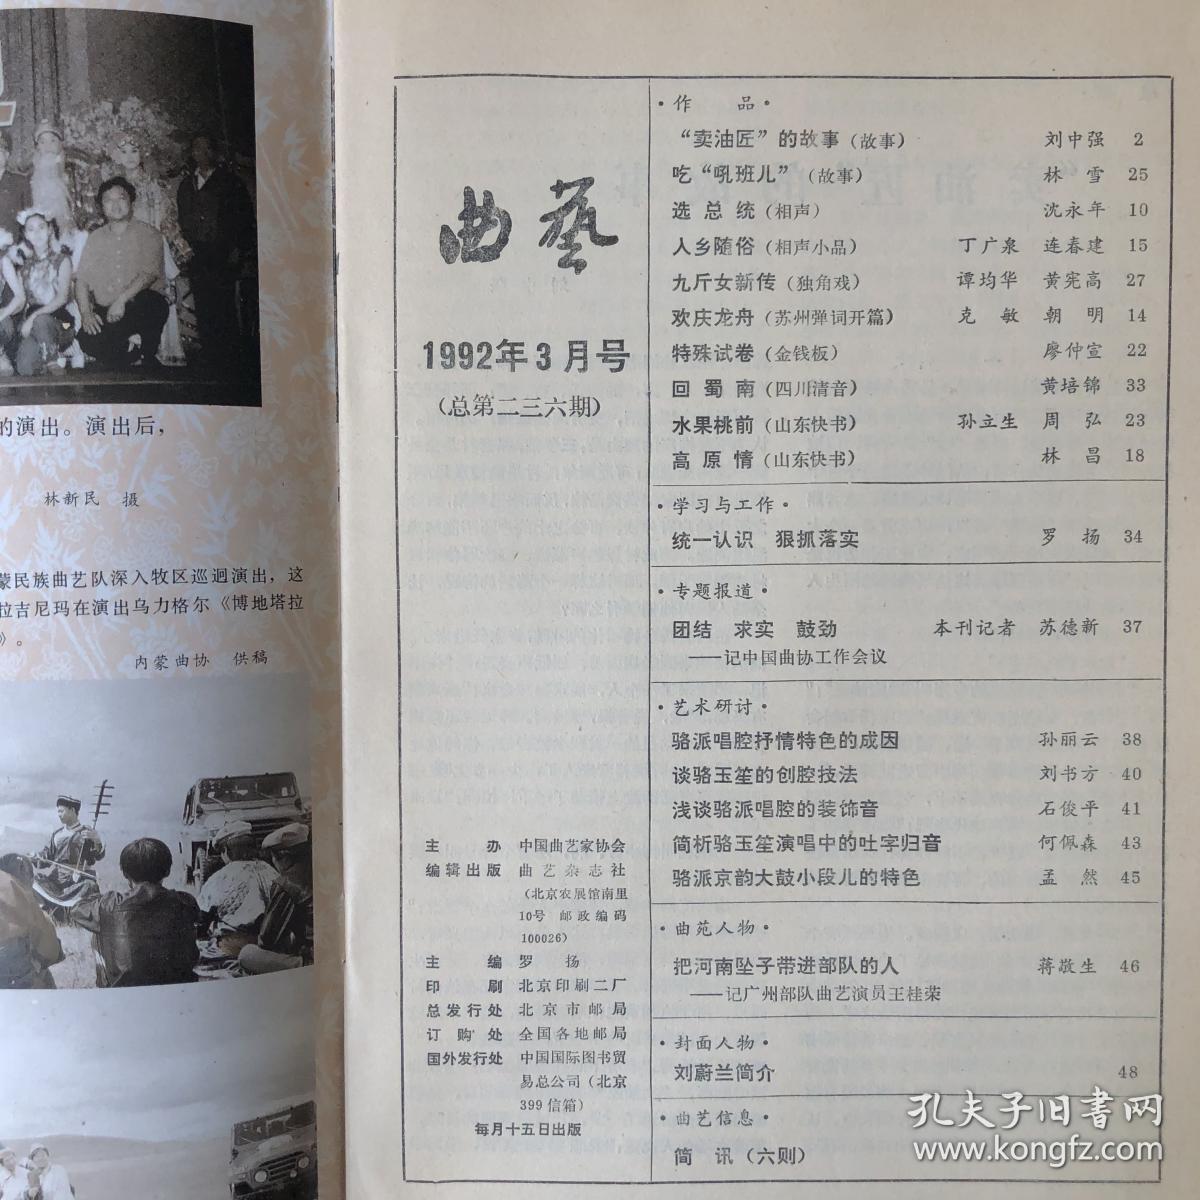 的演出。演出后，
林新民 摄
蒙民族曲艺队深入牧区巡迴演出，这
拉吉尼玛在演出乌力格尔《博地塔拉
》。
内蒙曲协 供稿
曲藝
1992年3月号
(总第二三六期)
主办 中国曲艺家协会
编辑出版 曲艺杂志社
(北京农展馆南里
10号 邮政编码
100026)
主编 罗扬
印刷 北京印刷二厂
总发行处 北京市邮局
订购处 全国各地邮局
国外发行处 中国国际图书贸
易总公司(北京
399信箱)
每月十五日出版
·作 品·
“卖油匠”的故事(故事) 刘中强 2
吃“吼班儿”(故事) 林雪 25
选总统(相声) 沈永年 10
人乡随俗(相声小品) 丁广泉 连春建 15
九斤女新传(独角戏) 谭均华 黄宪高 27
欢庆龙舟(苏州弹词开篇) 克敏 朝明 14
特殊试卷(金钱板) 廖仲宣 22
回蜀南(四川清音) 黄培锦 33
水果桃前(山东快书) 孙立生 周弘 23
高原情(山东快书) 林昌 18
·学习与工作·
统一认识 狠抓落实 罗扬 34
·专题报道·
团结 求实 鼓劲 本刊记者 苏德新 37
——记中国曲协工作会议
·艺术研讨·
骆派唱腔抒情特色的成因 孙丽云 38
谈骆玉笙的创腔技法 刘书方 40
浅谈骆派唱腔的装饰音 石俊平 41
简析骆玉笙演唱中的吐字归音 何佩森 43
骆派京韵大鼓小段儿的特色 孟然 45
·曲苑人物·
把河南坠子带进部队的人 蒋敬生 46
——记广州部队曲艺演员王桂荣
·封面人物·
刘蔚兰简介 48
·曲艺信息·
简讯(六则)
孔夫子旧书网
www.kongfz.com